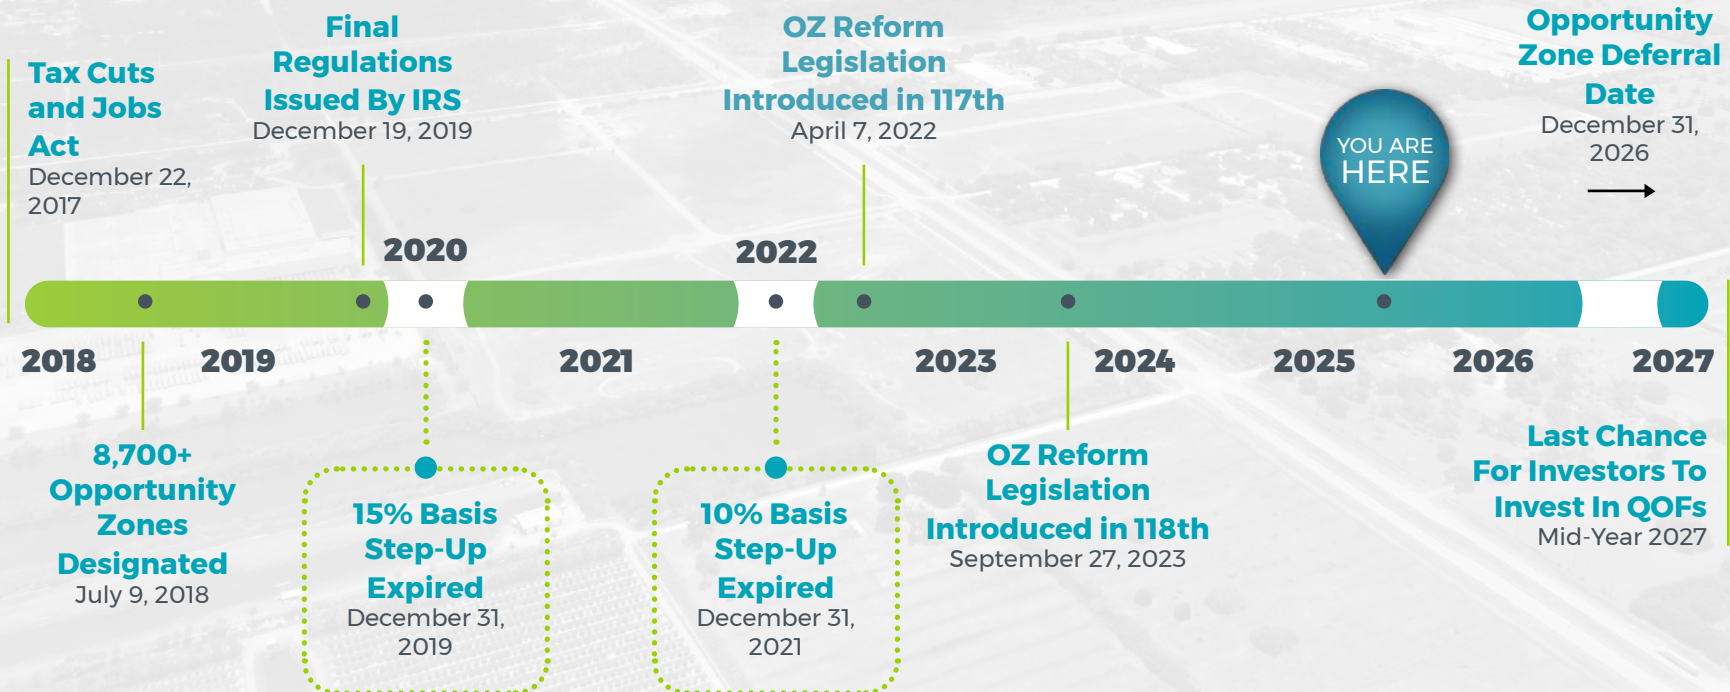 Tax Cuts
and Jobs
Act
December 22,
2017
Final
Regulations
Issued By IRS
December 19, 2019
OZ Reform
Legislation
Introduced in 117th
April 7, 2022
YOU ARE
HERE
Opportunity
Zone Deferral
Date
December 31,
2026
2020
2022
2018
2019
2021
2023
2024
2025
2026
2027
8,700+
Opportunity
Zones
Designated
July 9, 2018
15% Basis
Step-Up
Expired
December 31,
2019
10% Basis
Step-Up
Expired
December 31,
2021
OZ Reform
Legislation
Introduced in 118th
September 27, 2023
Last Chance
For Investors To
Invest In QOFs
Mid-Year 2027